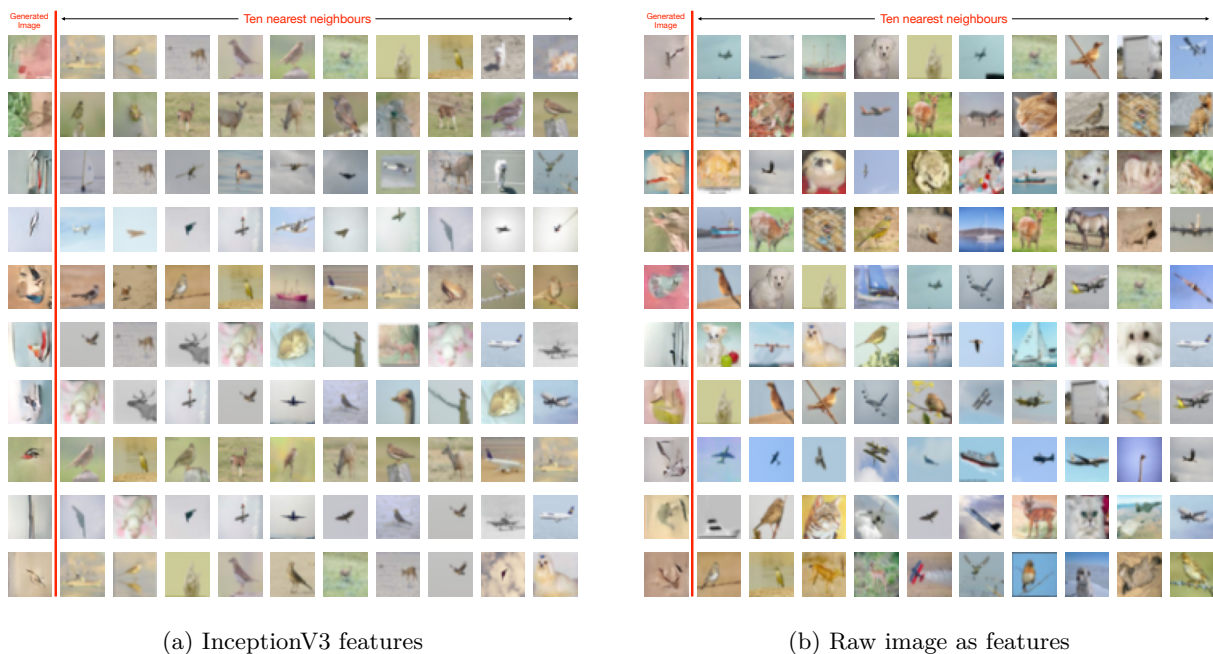 Generated
Image
Ten nearest neighbours
Generated
Image
Ten nearest neighbours
(a) InceptionV3 features
(b) Raw image as features